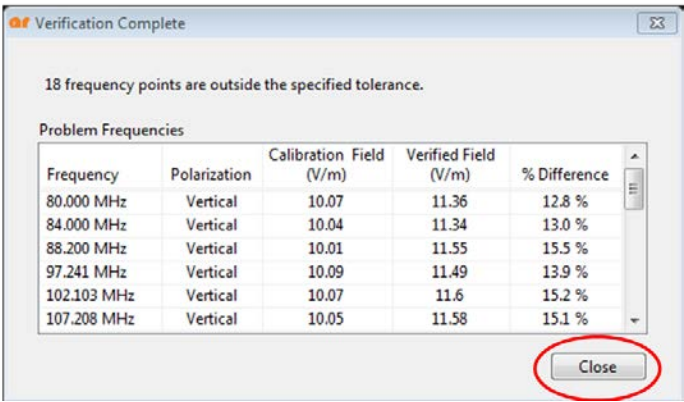 ar Verification Complete
18 frequency points are outside the specified tolerance.
Problem Frequencies
Frequency Polarization Calibration Field (V/m) Verified Field (V/m) % Difference
80.000 MHz Vertical 10.07 11.36 12.8 %
84.000 MHz Vertical 10.04 11.34 13.0 %
88.200 MHz Vertical 10.01 11.55 15.5 %
97.241 MHz Vertical 10.09 11.49 13.9 %
102.103 MHz Vertical 10.07 11.6 15.2 %
107.208 MHz Vertical 10.05 11.58 15.1 %
Close